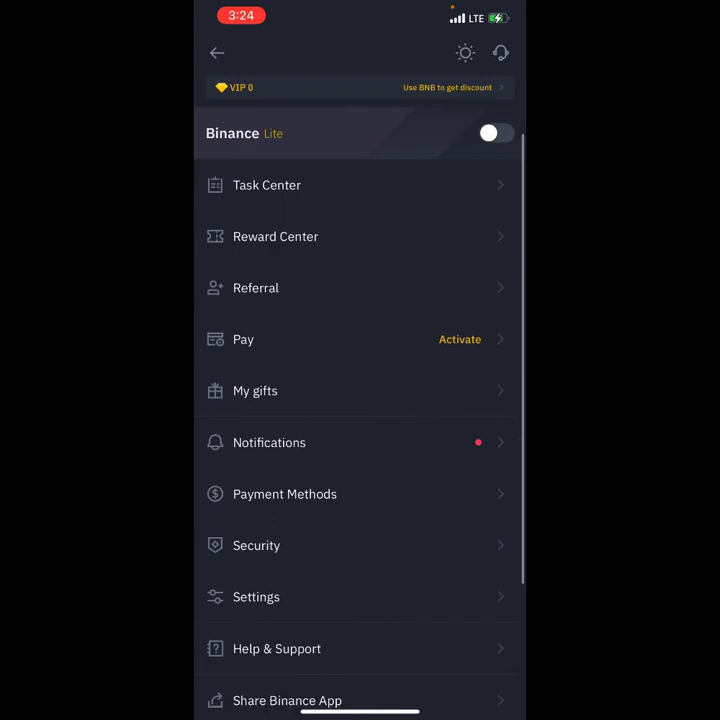 3:24
LTE
VIP 0
Use BNB to get discount
Binance Lite
Task Center
Reward Center
Referral
Pay
Activate
My gifts
Notifications
Payment Methods
Security
Settings
Help & Support
Share Binance App